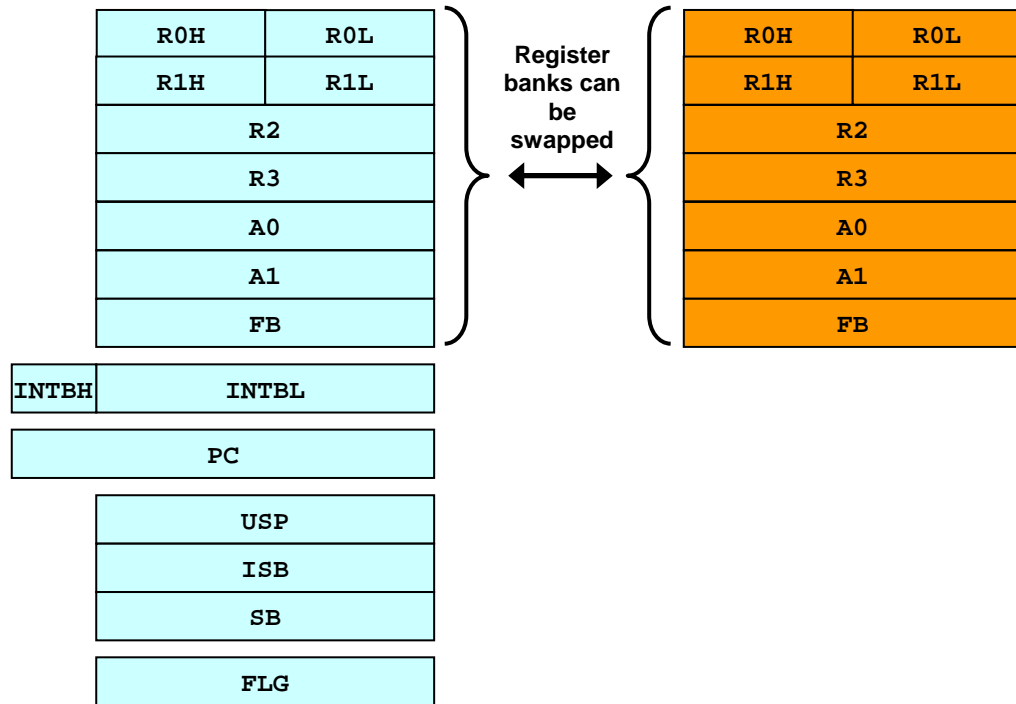 R0H R0L
R1H R1L
R2
R3
A0
A1
FB
Register
banks can
be
swapped
R0H R0L
R1H R1L
R2
R3
A0
A1
FB
INTBH INTBL
PC
USP
ISB
SB
FLG